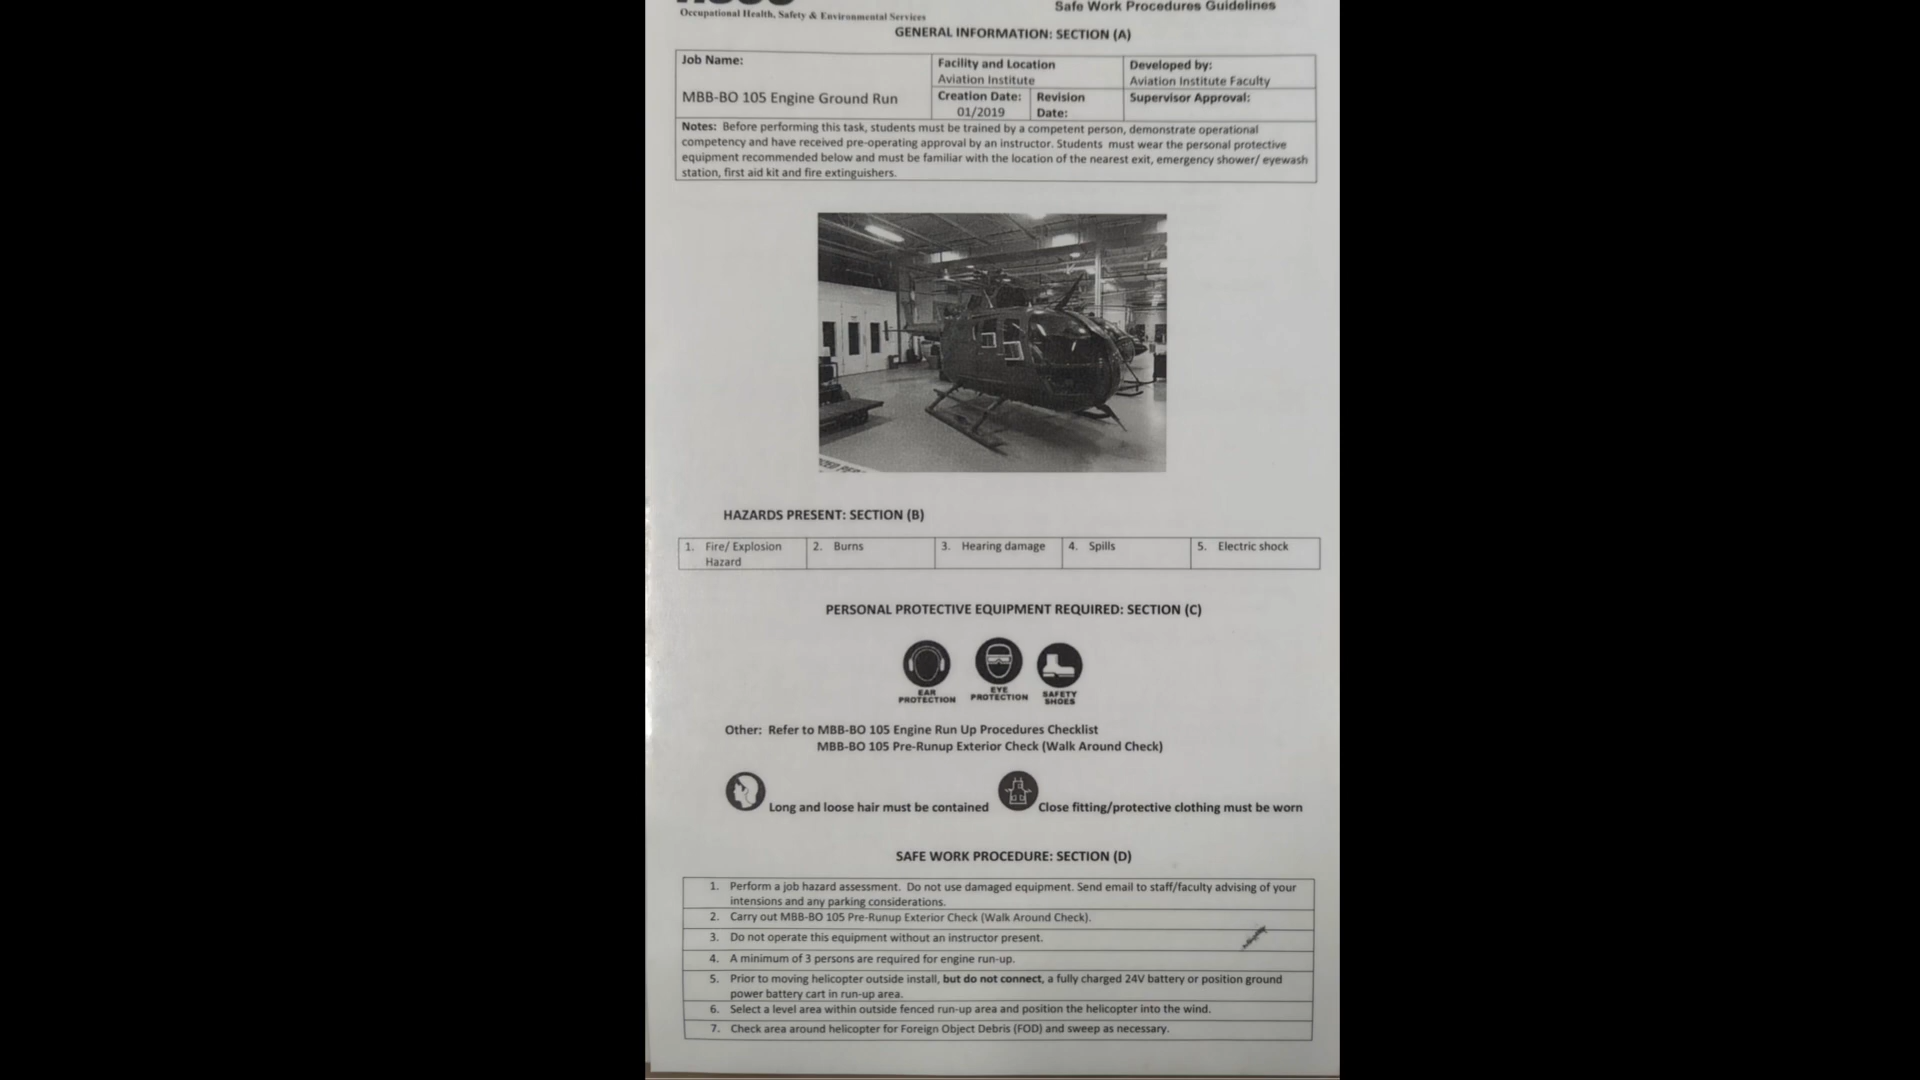 Occupational Health, Safety & Environmental Services
Safe Work Procedures Guidelines
GENERAL INFORMATION: SECTION (A)
Job Name:
MBB-BO 105 Engine Ground Run
Facility and Location
Aviation Institute
Developed by:
Aviation Institute Faculty
Creation Date:
01/2019
Revision
Date:
Supervisor Approval:
Notes: Before performing this task, students must be trained by a competent person, demonstrate operational
competency and have received pre-operating approval by an instructor. Students must wear the personal protective
equipment recommended below and must be familiar with the location of the nearest exit, emergency shower/ eyewash
station, first aid kit and fire extinguishers.
HAZARDS PRESENT: SECTION (B)
1. Fire/ Explosion
Hazard
2. Burns
3. Hearing damage
4. Spills
5. Electric shock
PERSONAL PROTECTIVE EQUIPMENT REQUIRED: SECTION (C)
EAR
PROTECTION
EYE
PROTECTION
SAFETY
SHOES
Other: Refer to MBB-BO 105 Engine Run Up Procedures Checklist
MBB-BO 105 Pre-Runup Exterior Check (Walk Around Check)
Long and loose hair must be contained
Close fitting/protective clothing must be worn
SAFE WORK PROCEDURE: SECTION (D)
1. Perform a job hazard assessment. Do not use damaged equipment. Send email to staff/faculty advising of your
intensions and any parking considerations.
2. Carry out MBB-BO 105 Pre-Runup Exterior Check (Walk Around Check).
3. Do not operate this equipment without an instructor present.
4. A minimum of 3 persons are required for engine run-up.
5. Prior to moving helicopter outside install, but do not connect, a fully charged 24V battery or position ground
power battery cart in run-up area.
6. Select a level area within outside fenced run-up area and position the helicopter into the wind.
7. Check area around helicopter for Foreign Object Debris (FOD) and sweep as necessary.